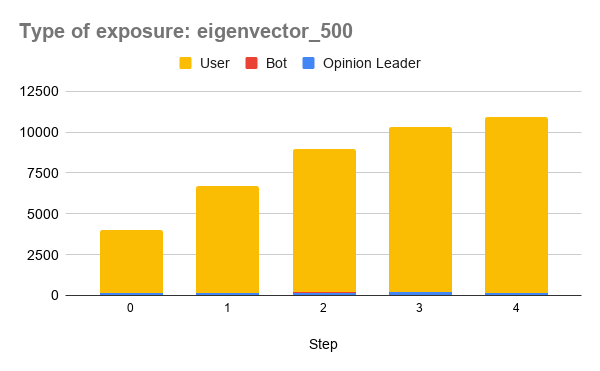 Type of exposure: eigenvector_500
User Bot Opinion Leader
12500
10000
7500
5000
2500
0
0 1 2 3 4
Step